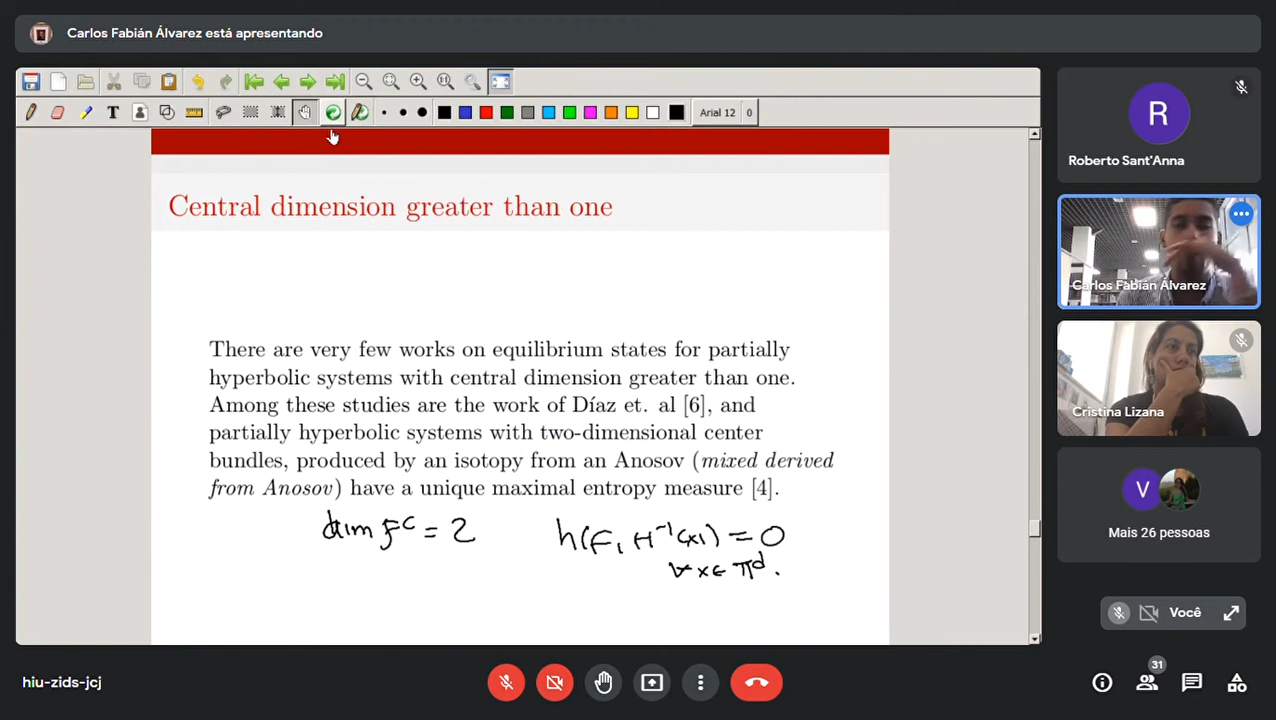 Carlos Fabián Álvarez está apresentando
T
Arial 12 0
Central dimension greater than one
There are very few works on equilibrium states for partially
hyperbolic systems with central dimension greater than one.
Among these studies are the work of Díaz et. al [6], and
partially hyperbolic systems with two-dimensional center
bundles, produced by an isotopy from an Anosov (mixed derived
from Anosov) have a unique maximal entropy measure [4].
dim F^c = 2
h(F, H^-1(x)) = 0
∀ x ∈ 𝕋^d.
R
Roberto Sant'Anna
Carlos Fabián Álvarez
Cristina Lizana
V
Mais 26 pessoas
Você
hiu-zids-jcj
31